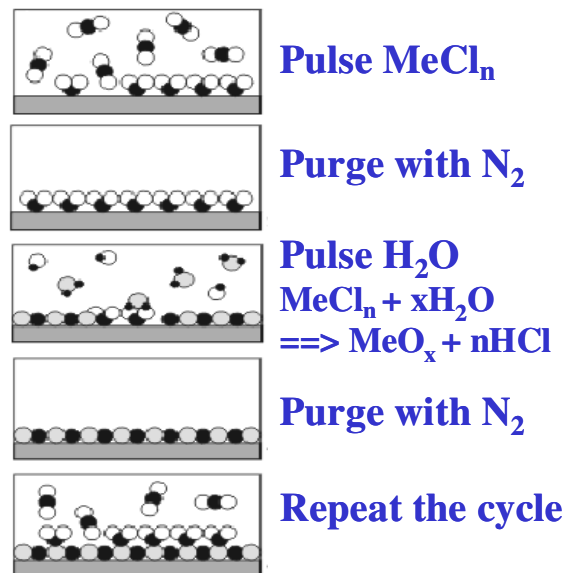 Pulse MeClₙ
Purge with N₂
Pulse H₂O
MeClₙ + xH₂O
==> MeOₓ + nHCl
Purge with N₂
Repeat the cycle